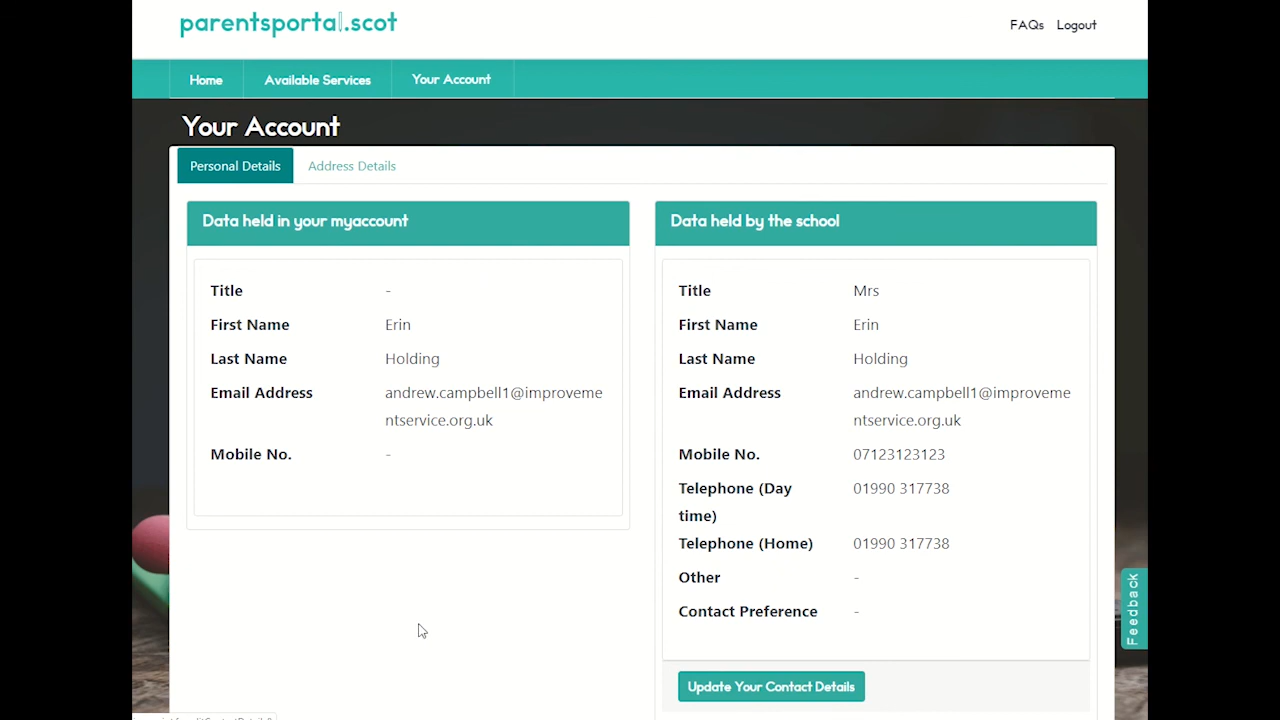 parentsportal.scot
FAQs Logout
Home Available Services Your Account
Your Account
Personal Details Address Details
Data held in your myaccount
Title -
First Name Erin
Last Name Holding
Email Address andrew.campbell1@improveme
ntservice.org.uk
Mobile No. -
Data held by the school
Title Mrs
First Name Erin
Last Name Holding
Email Address andrew.campbell1@improveme
ntservice.org.uk
Mobile No. 07123123123
Telephone (Day 01990 317738
time)
Telephone (Home) 01990 317738
Other -
Contact Preference -
Update Your Contact Details
Feedback